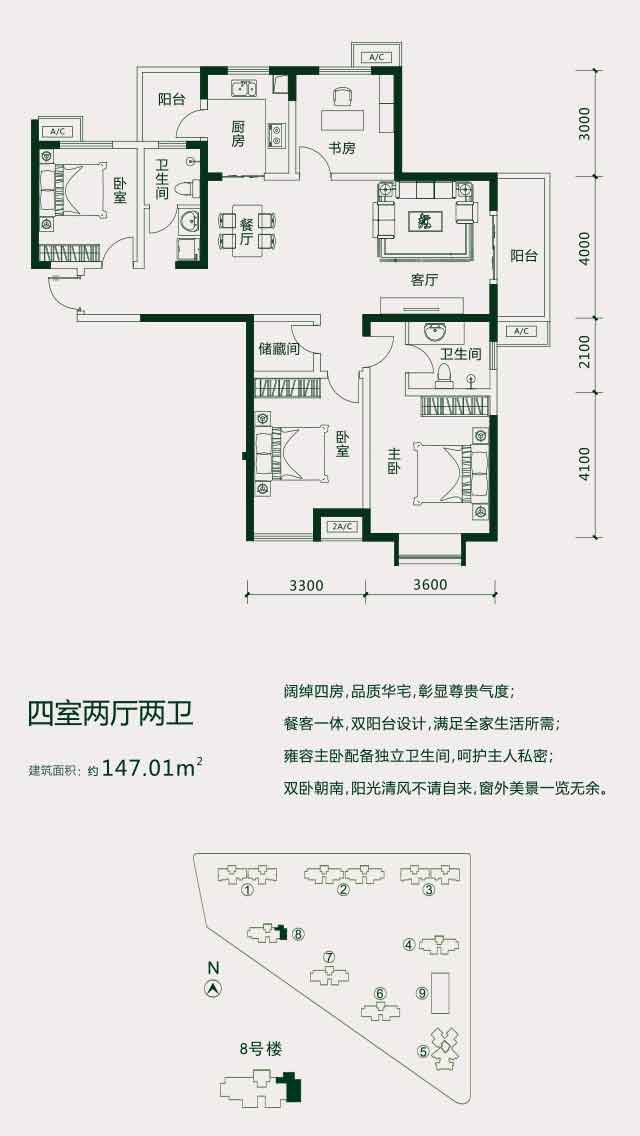 A/C
阳台
厨房
书房
3000
A/C
卧室
卫生间
餐厅
客厅
阳台
4000
A/C
储藏间
卫生间
2100
卧室
主卧
4100
2A/C
3300
3600
四室两厅两卫
建筑面积：约147.01m²
阔绰四房，品质华宅，彰显尊贵气度；
餐客一体，双阳台设计，满足全家生活所需；
雍容主卧配备独立卫生间，呵护主人私密；
双卧朝南，阳光清风不请自来，窗外美景一览无余。
①
②
③
⑧
④
⑦
N
⑥
⑨
8号楼
⑤